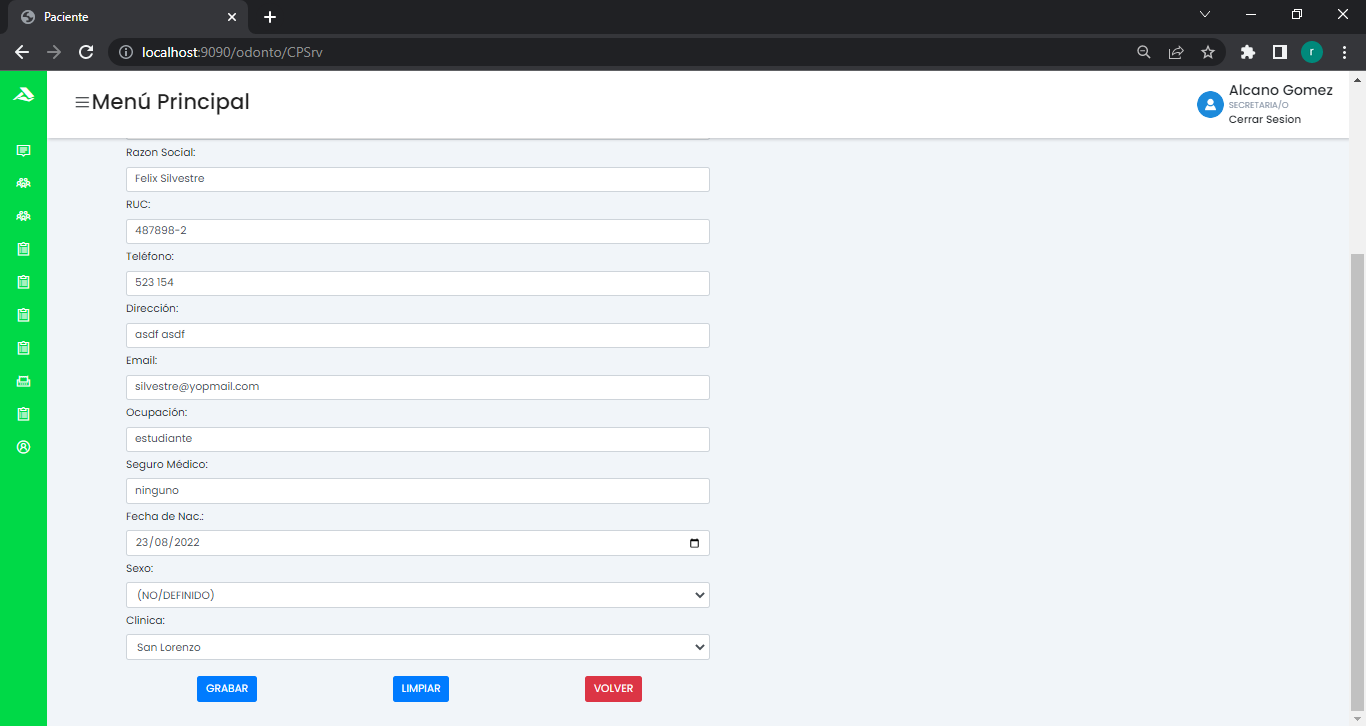 Paciente
localhost:9090/odonto/CPSrv
r
Menú Principal
Alcano Gomez
SECRETARIA/O
Cerrar Sesion
Razon Social:
Felix Silvestre
RUC:
487898-2
Teléfono:
523 154
Dirección:
asdf asdf
Email:
silvestre@yopmail.com
Ocupación:
estudiante
Seguro Médico:
ninguno
Fecha de Nac.:
23/08/2022
Sexo:
(NO/DEFINIDO)
Clinica:
San Lorenzo
GRABAR LIMPIAR VOLVER